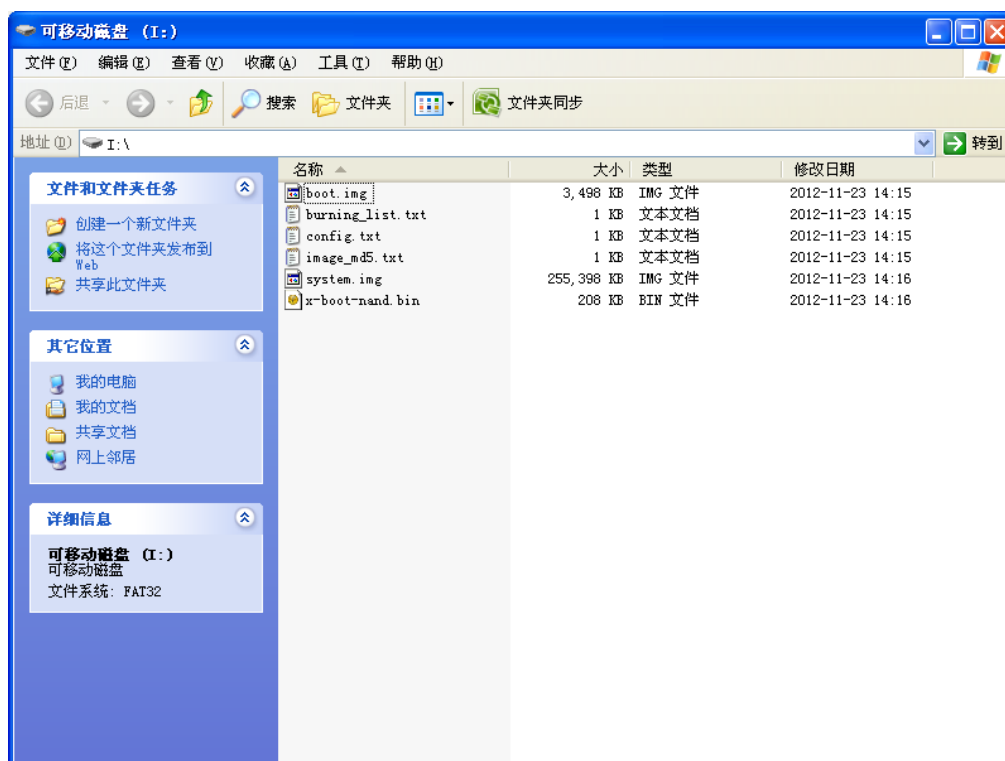 可移动磁盘 (I:)
文件(F) 编辑(E) 查看(V) 收藏(A) 工具(T) 帮助(H)
后退 搜索 文件夹 文件夹同步
地址(D) I:\ 转到
文件和文件夹任务
创建一个新文件夹
将这个文件夹发布到
Web
共享此文件夹
其它位置
我的电脑
我的文档
共享文档
网上邻居
详细信息
可移动磁盘 (I:)
可移动磁盘
文件系统: FAT32
名称 大小 类型 修改日期
boot.img 3,498 KB IMG 文件 2012-11-23 14:15
burning_list.txt 1 KB 文本文档 2012-11-23 14:15
config.txt 1 KB 文本文档 2012-11-23 14:15
image_md5.txt 1 KB 文本文档 2012-11-23 14:15
system.img 255,398 KB IMG 文件 2012-11-23 14:16
x-boot-nand.bin 208 KB BIN 文件 2012-11-23 14:16